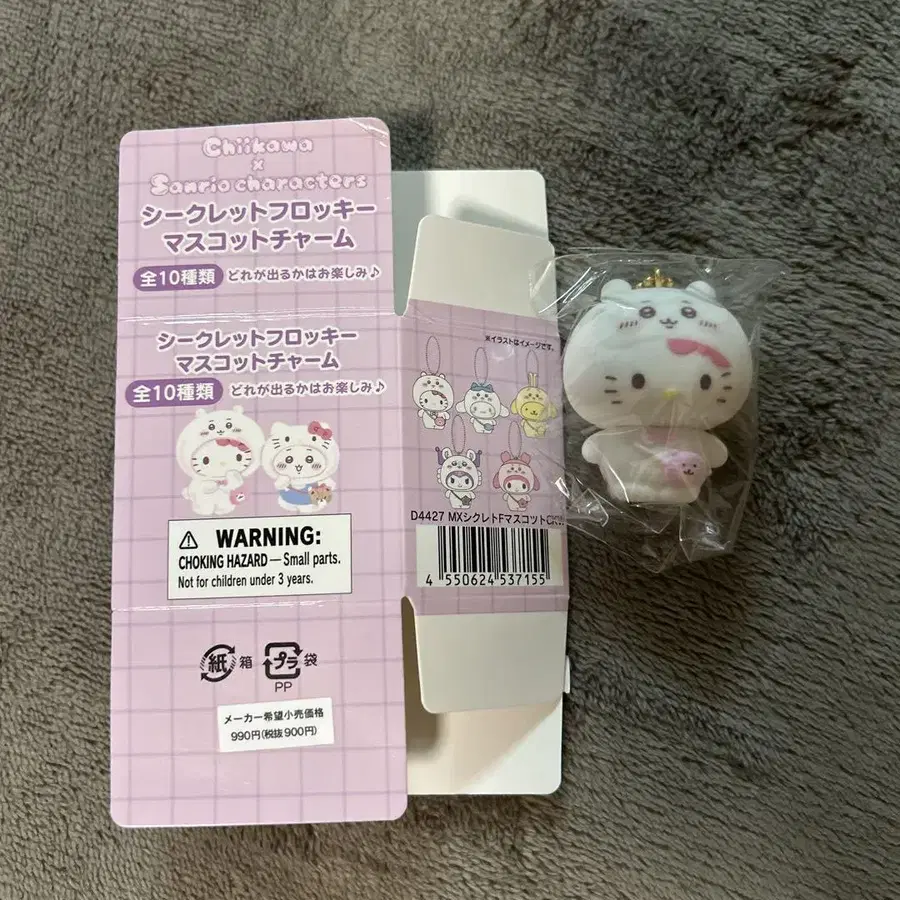 Chiikawa
×
Sanrio characters
シークレットフロッキー
マスコットチャーム
全10種類 どれが出るかはお楽しみ♪
シークレットフロッキー
マスコットチャーム
全10種類 どれが出るかはお楽しみ♪
⚠ WARNING:
CHOKING HAZARD — Small parts.
Not for children under 3 years.
紙 箱 プラ 袋
PP
メーカー希望小売価格
990円(税抜900円)
※イラストはイメージです。
D4427 MXシクレトFマスコットCK
4 550624 537155